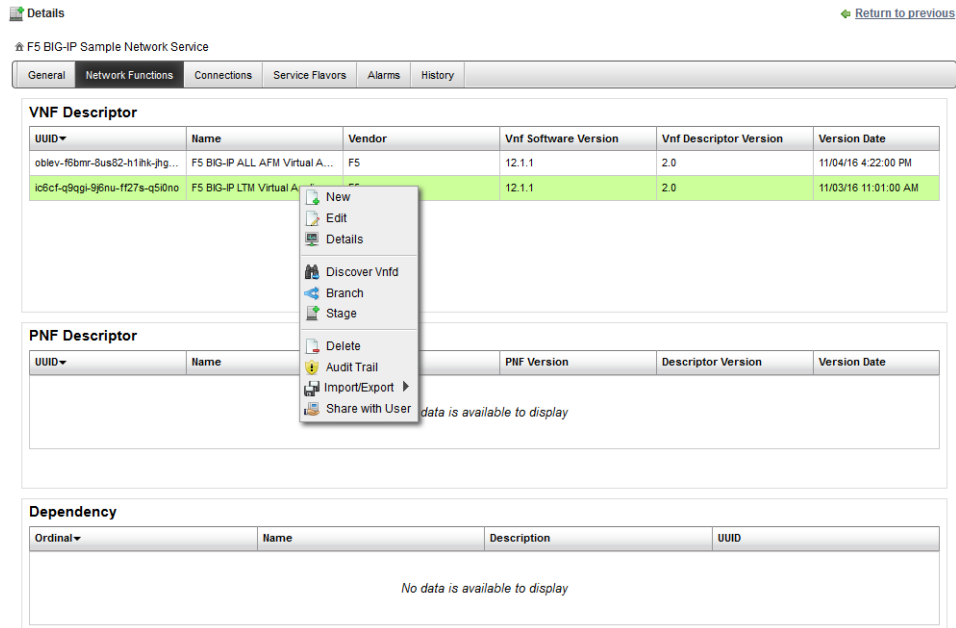 Details
Return to previous
F5 BIG-IP Sample Network Service
General Network Functions Connections Service Flavors Alarms History
VNF Descriptor
UUID Name Vendor Vnf Software Version Vnf Descriptor Version Version Date
oblev-f6bmr-8us82-h1ihk-jhg... F5 BIG-IP ALL AFM Virtual A... F5 12.1.1 2.0 11/04/16 4:22:00 PM
ic6cf-q9qgi-9j6nu-ff27s-q5i0no F5 BIG-IP LTM Virtual 12.1.1 2.0 11/03/16 11:01:00 AM
New
Edit
Details
Discover Vnfd
Branch
Stage
Delete
Audit Trail
Import/Export
Share with User
PNF Descriptor
UUID Name PNF Version Descriptor Version Version Date
data is available to display
Dependency
Ordinal Name Description UUID
No data is available to display